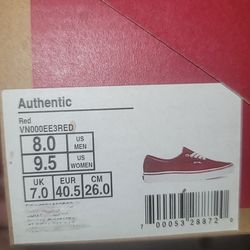 Authentic
Red
VN000EE3RED
8.0 US MEN
9.5 US WOMEN
UK EUR CM
7.0 40.5 26.0
7 00053 28872 0